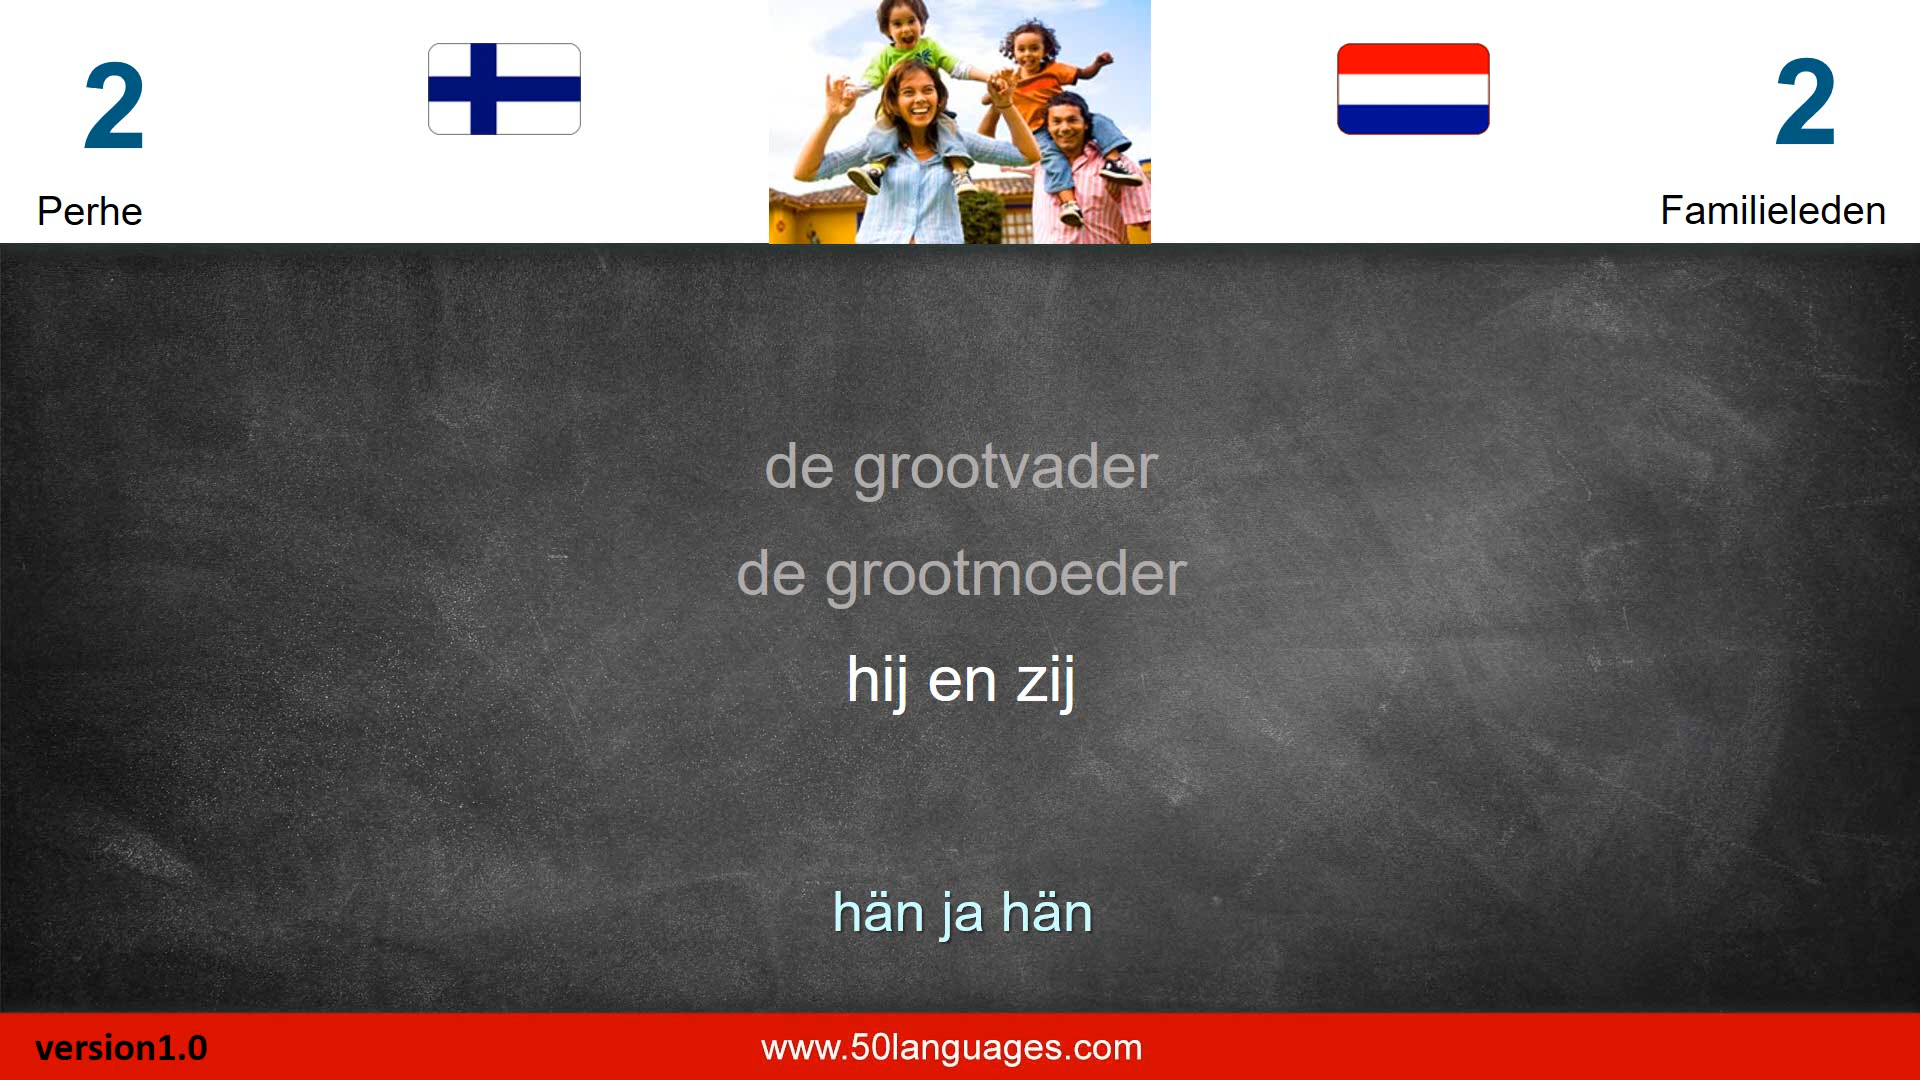 2
2
Perhe
Familieleden
de grootvader
de grootmoeder
hij en zij
hän ja hän
version1.0
www.50languages.com